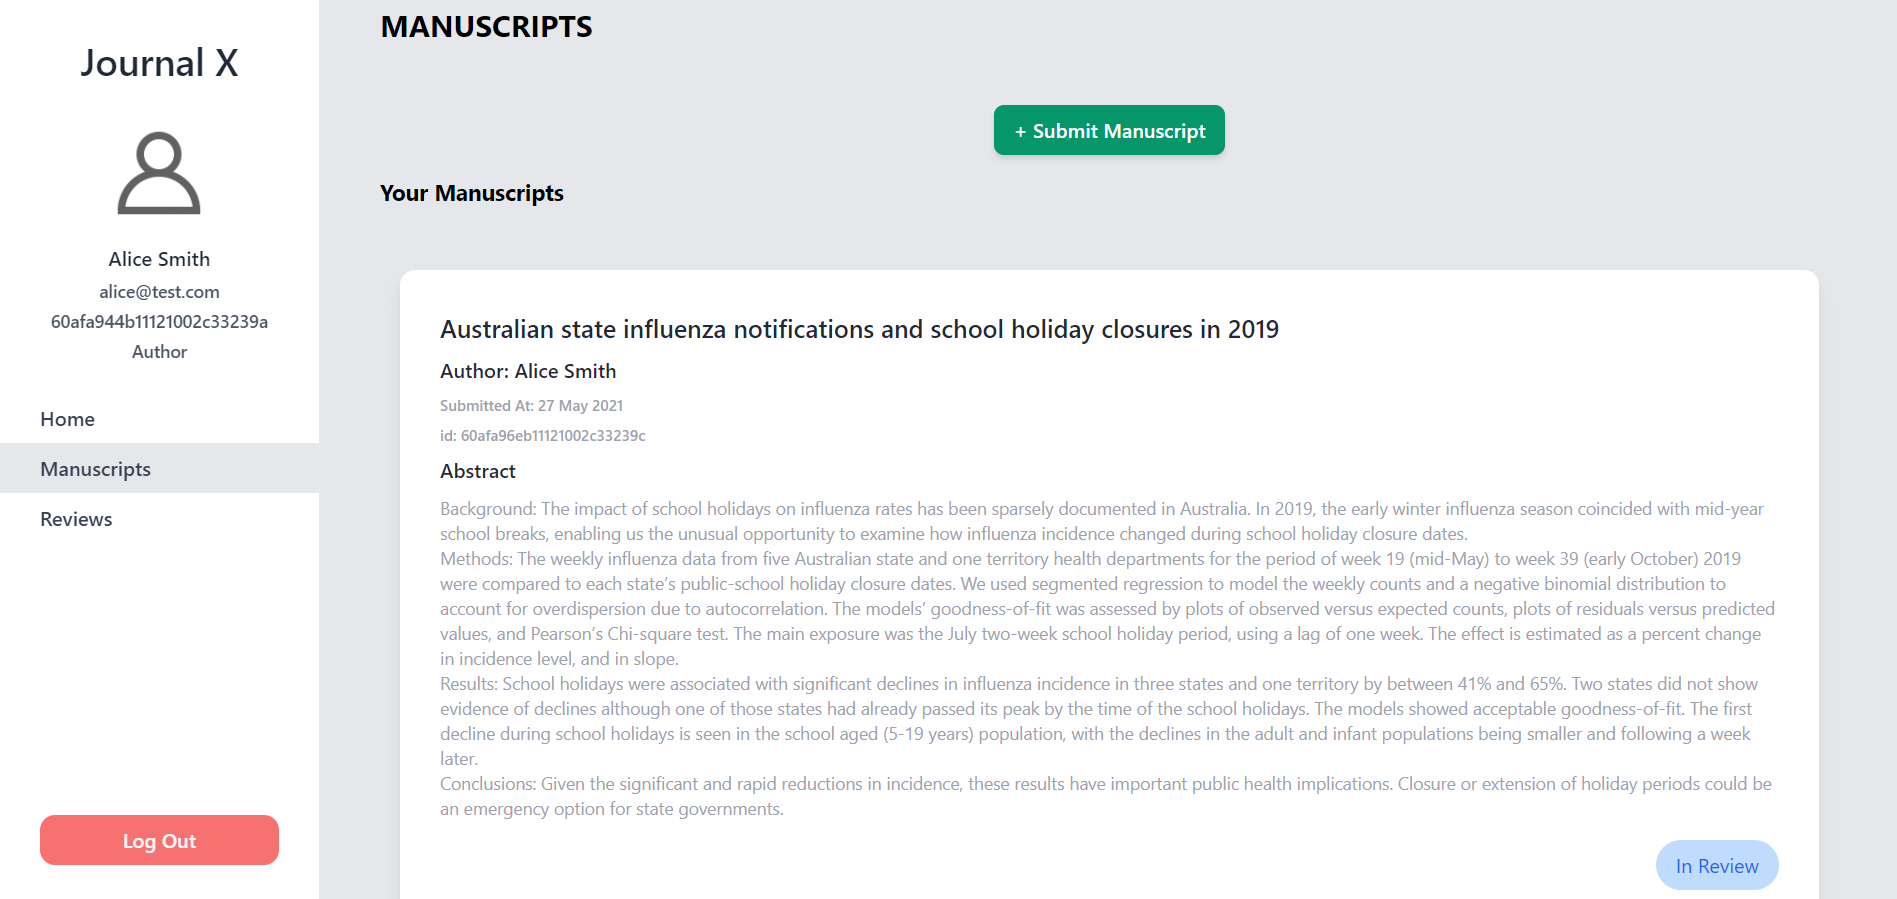 Journal X
Alice Smith
alice@test.com
60afa944b11121002c33239a
Author
Home
Manuscripts
Reviews
Log Out
MANUSCRIPTS
+ Submit Manuscript
Your Manuscripts
Australian state influenza notifications and school holiday closures in 2019
Author: Alice Smith
Submitted At: 27 May 2021
id: 60afa96eb11121002c33239c
Abstract
Background: The impact of school holidays on influenza rates has been sparsely documented in Australia. In 2019, the early winter influenza season coincided with mid-year
school breaks, enabling us the unusual opportunity to examine how influenza incidence changed during school holiday closure dates.
Methods: The weekly influenza data from five Australian state and one territory health departments for the period of week 19 (mid-May) to week 39 (early October) 2019
were compared to each state’s public-school holiday closure dates. We used segmented regression to model the weekly counts and a negative binomial distribution to
account for overdispersion due to autocorrelation. The models’ goodness-of-fit was assessed by plots of observed versus expected counts, plots of residuals versus predicted
values, and Pearson’s Chi-square test. The main exposure was the July two-week school holiday period, using a lag of one week. The effect is estimated as a percent change
in incidence level, and in slope.
Results: School holidays were associated with significant declines in influenza incidence in three states and one territory by between 41% and 65%. Two states did not show
evidence of declines although one of those states had already passed its peak by the time of the school holidays. The models showed acceptable goodness-of-fit. The first
decline during school holidays is seen in the school aged (5-19 years) population, with the declines in the adult and infant populations being smaller and following a week
later.
Conclusions: Given the significant and rapid reductions in incidence, these results have important public health implications. Closure or extension of holiday periods could be
an emergency option for state governments.
In Review